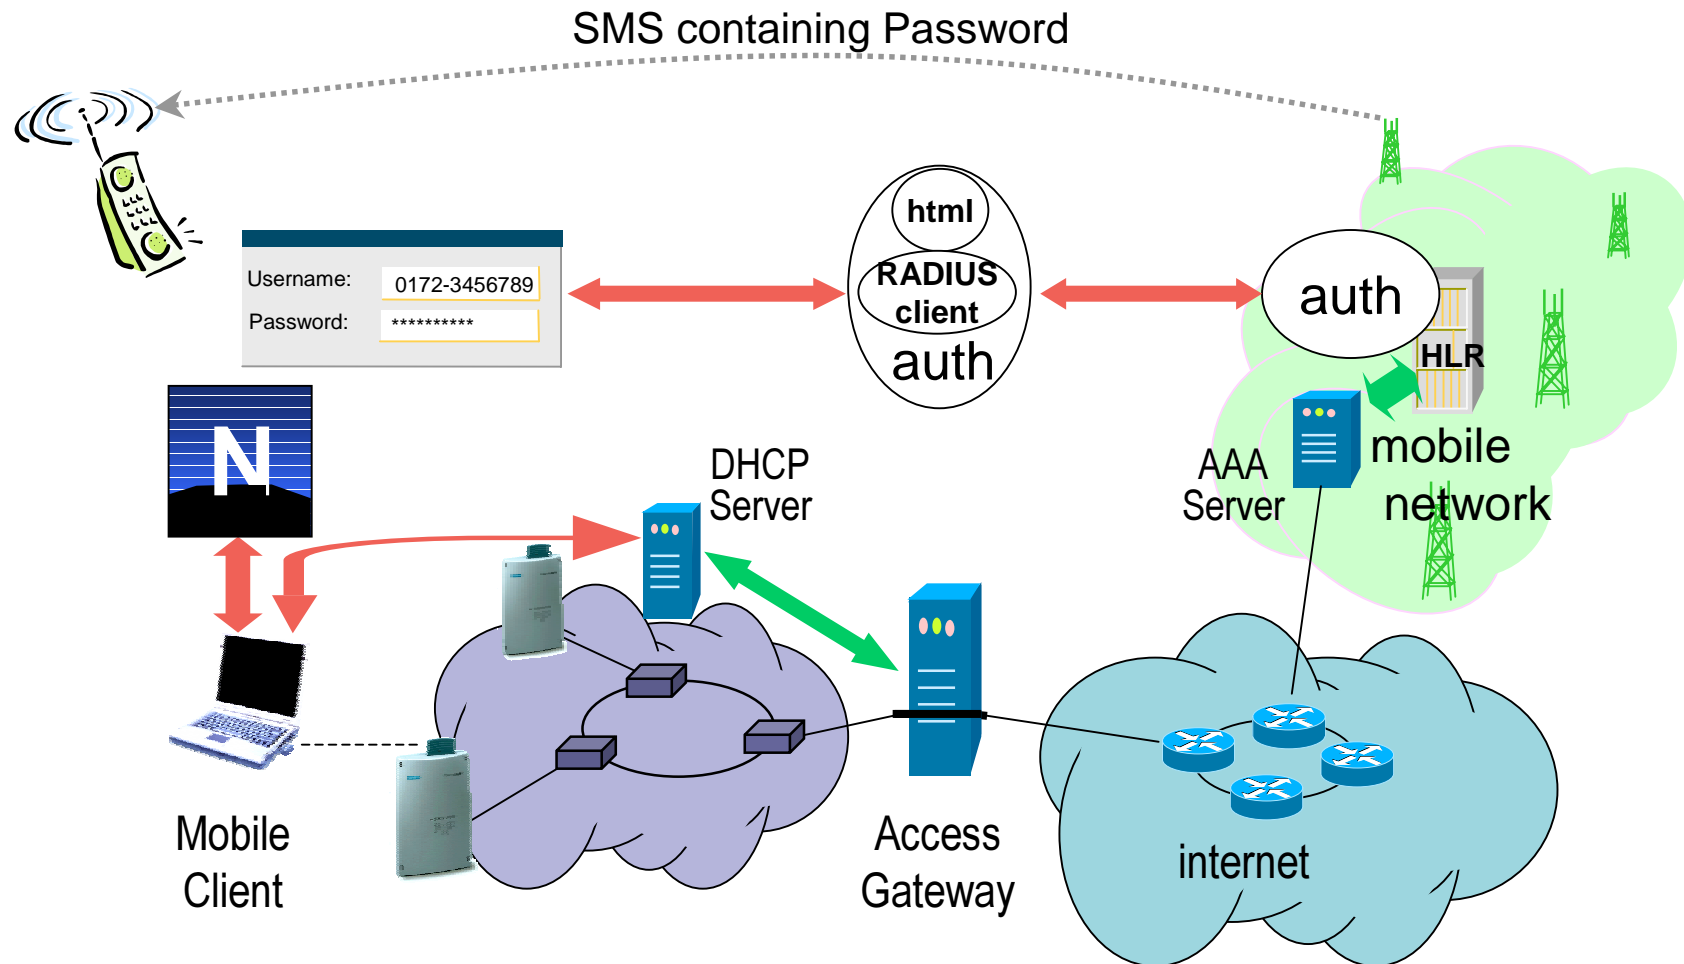 SMS containing Password
html
RADIUS
client
auth
Username: 0172-3456789
Password: **********
auth
HLR
N
DHCP
Server
AAA
Server
mobile
network
Mobile
Client
Access
Gateway
internet